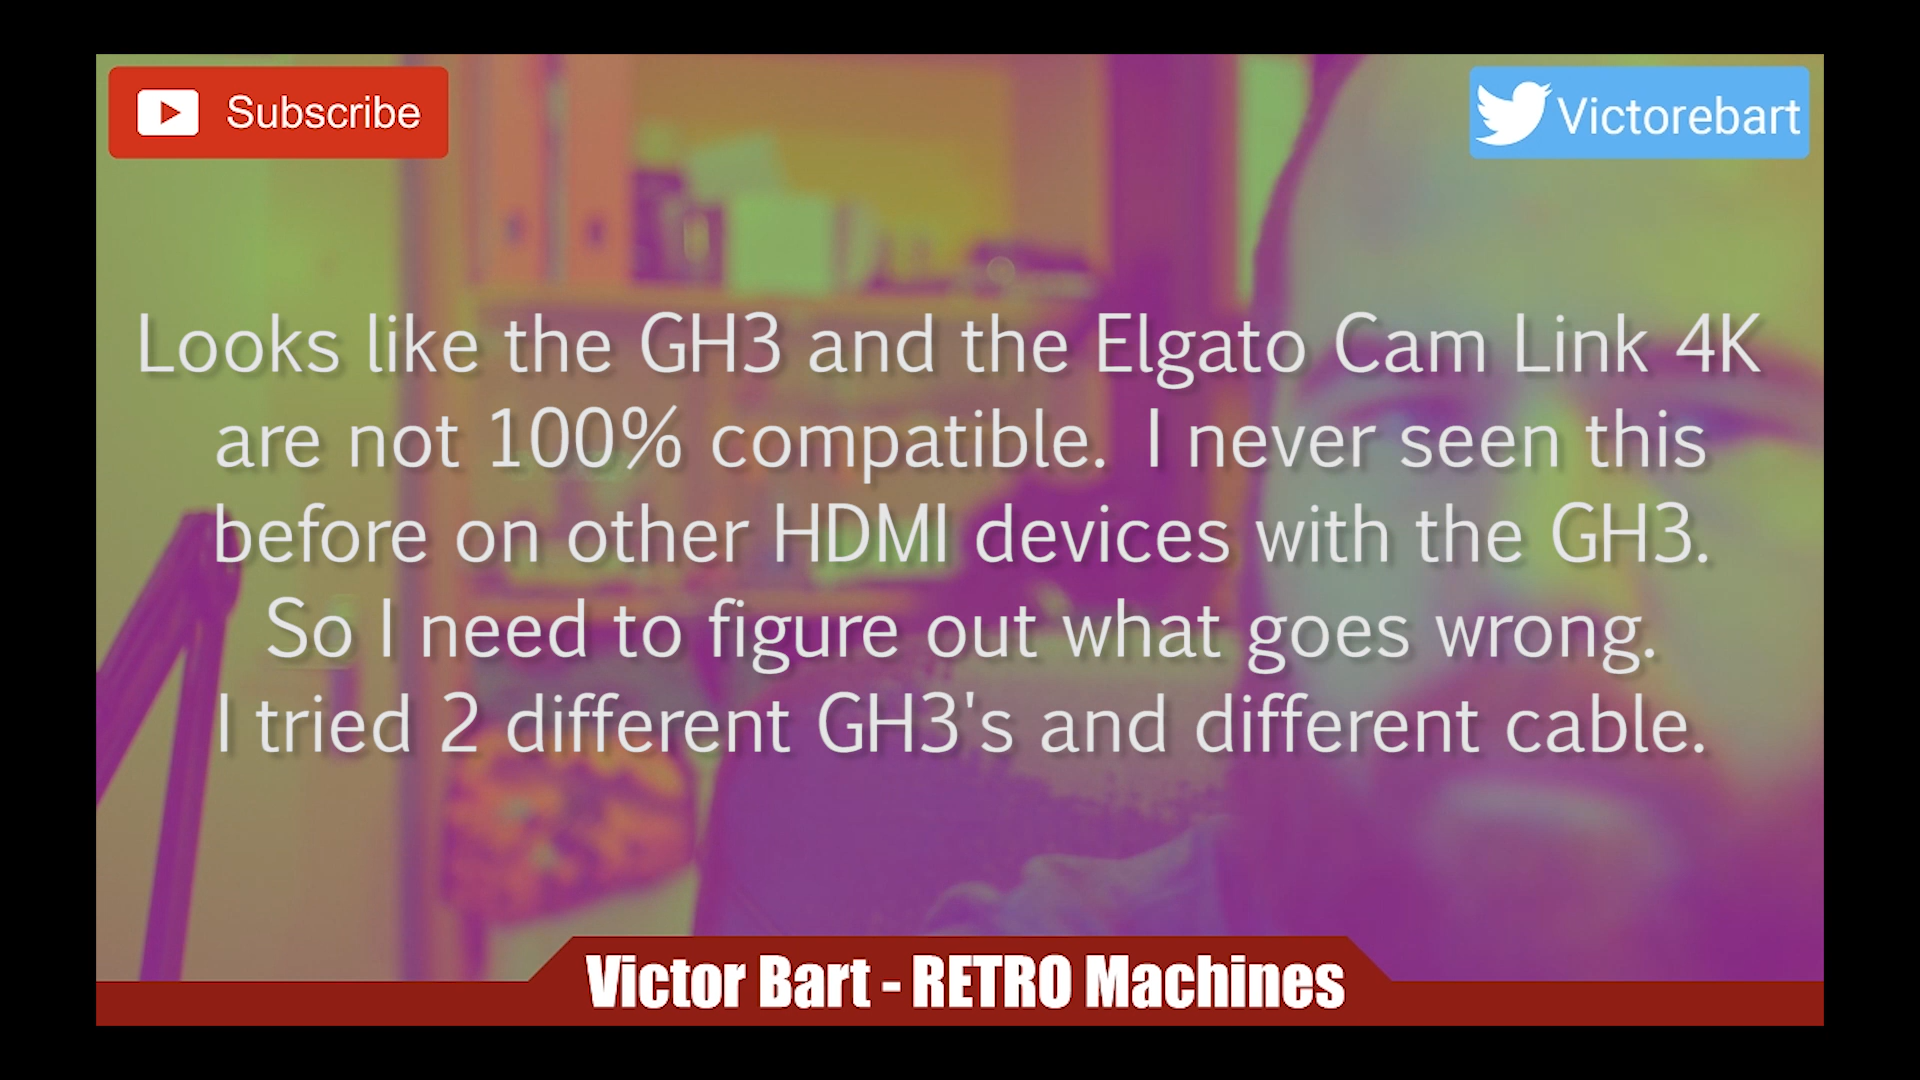 Subscribe
Victorebart
Looks like the GH3 and the Elgato Cam Link 4K
are not 100% compatible. I never seen this
before on other HDMI devices with the GH3.
So I need to figure out what goes wrong.
I tried 2 different GH3's and different cable.
Victor Bart - RETRO Machines